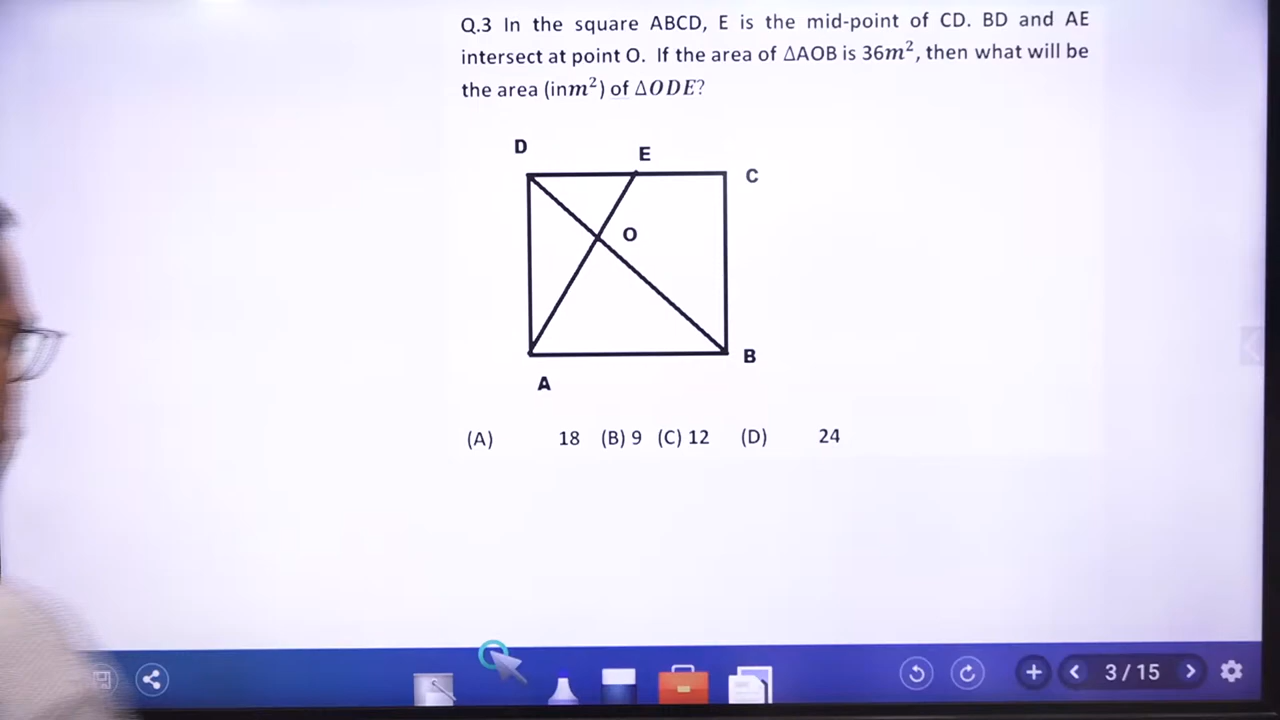 Q.3 In the square ABCD, E is the mid-point of CD. BD and AE
intersect at point O. If the area of ΔAOB is 36m², then what will be
the area (inm²) of ΔODE?
D
E
C
O
B
A
(A) 18 (B) 9 (C) 12 (D) 24
3 / 15